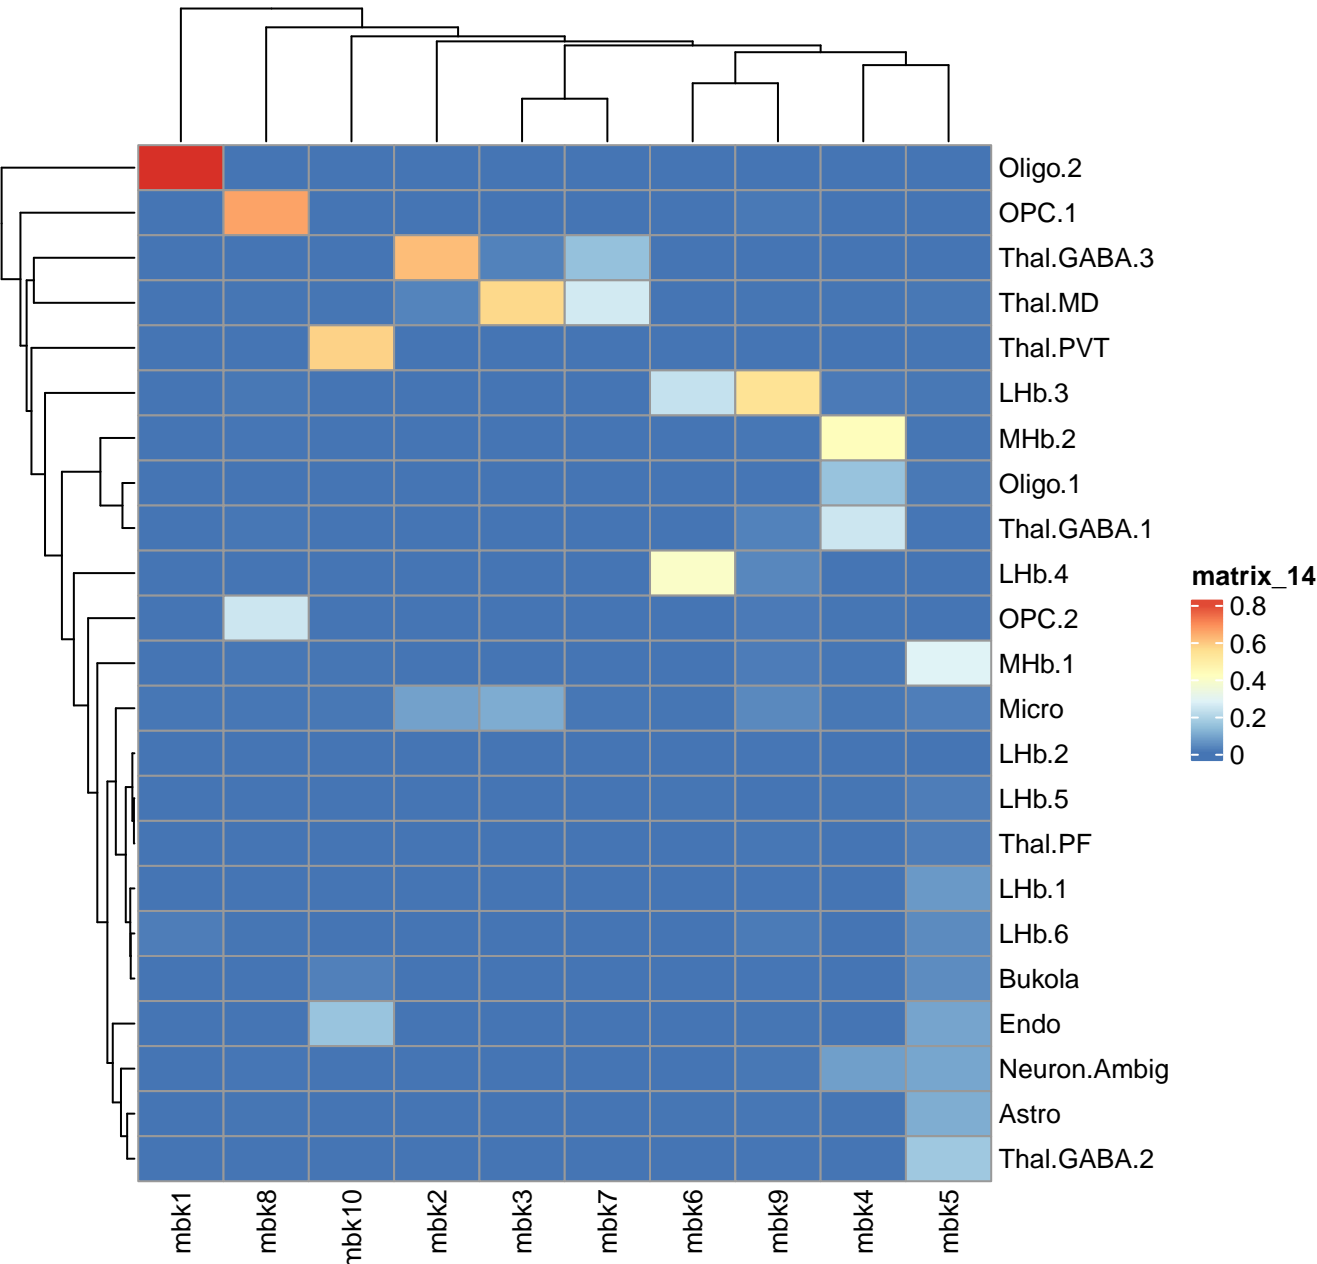 Oligo.2
OPC.1
Thal.GABA.3
Thal.MD
Thal.PVT
LHb.3
MHb.2
Oligo.1
Thal.GABA.1
LHb.4
OPC.2
MHb.1
Micro
LHb.2
LHb.5
Thal.PF
LHb.1
LHb.6
Bukola
Endo
Neuron.Ambig
Astro
Thal.GABA.2
matrix_14
0.8
0.6
0.4
0.2
0
mbk1
mbk8
mbk10
mbk2
mbk3
mbk7
mbk6
mbk9
mbk4
mbk5